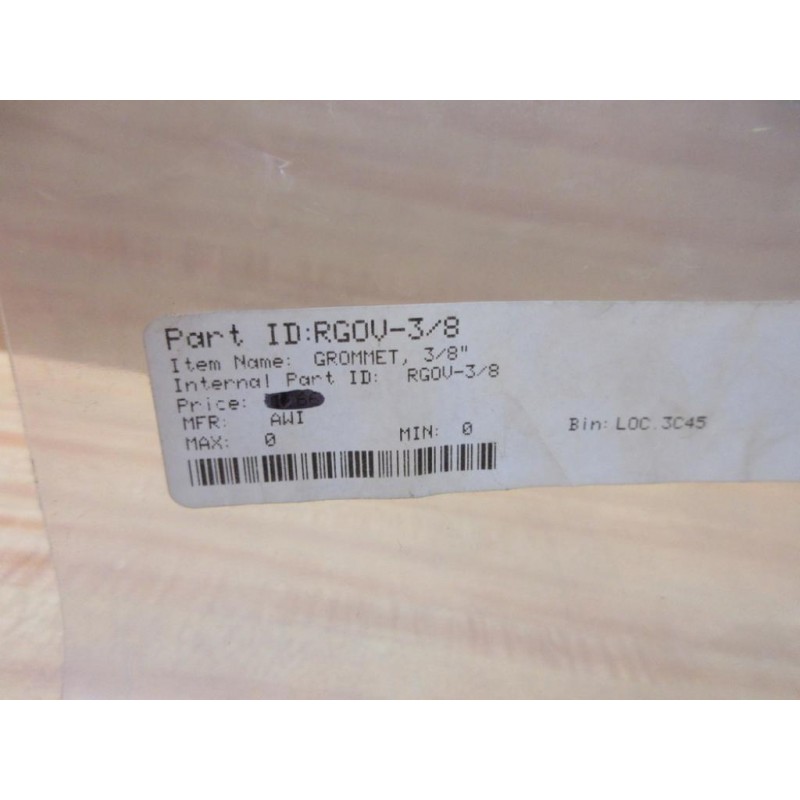 Part ID:RGOV-3/8
Item Name: GROMMET, 3/8"
Internal Part ID: RGOV-3/8
Price:
MFR: AWI
MAX: 0 MIN: 0
Bin: LOC.3C45